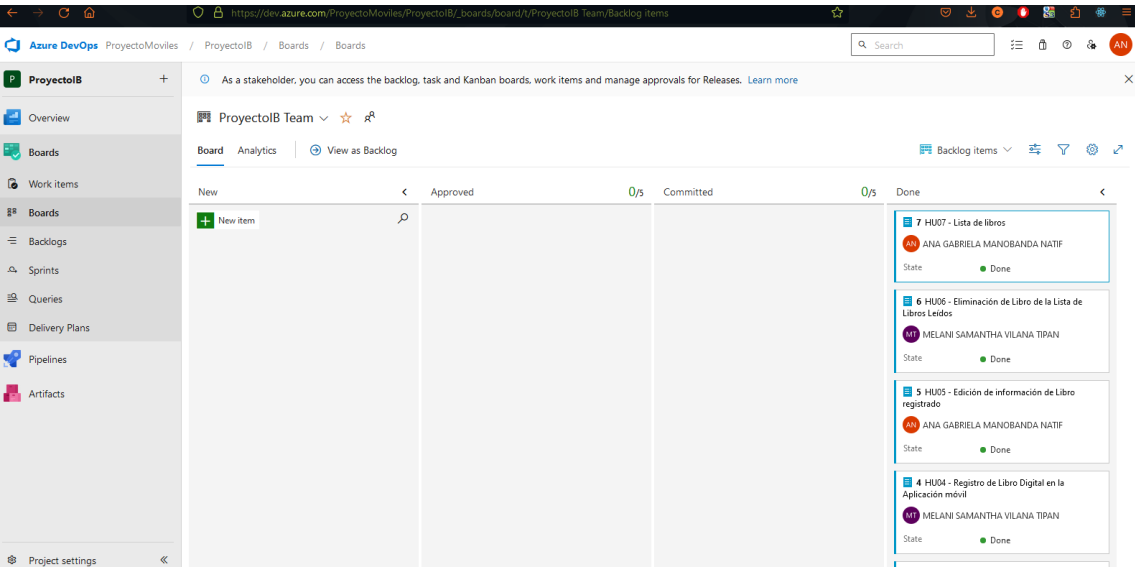 https://dev.azure.com/ProyectoMoviles/ProyectoIB/_boards/board/t/ProyectoIB Team/Backlog items
Azure DevOps ProyectoMoviles / ProyectoIB / Boards / Boards
Search
AN
P ProyectoIB +
As a stakeholder, you can access the backlog, task and Kanban boards, work items and manage approvals for Releases. Learn more
Overview
Boards
Work items
Boards
Backlogs
Sprints
Queries
Delivery Plans
Pipelines
Artifacts
Project settings
ProyectoIB Team
Board Analytics View as Backlog
Backlog items
New
Approved 0/5
Committed 0/5
Done
New item
7 HU07 - Lista de libros
AN ANA GABRIELA MANOBANDA NATIF
State Done
6 HU06 - Eliminación de Libro de la Lista de
Libros Leídos
MT MELANI SAMANTHA VILANA TIPAN
State Done
5 HU05 - Edición de información de Libro
registrado
AN ANA GABRIELA MANOBANDA NATIF
State Done
4 HU04 - Registro de Libro Digital en la
Aplicación móvil
MT MELANI SAMANTHA VILANA TIPAN
State Done